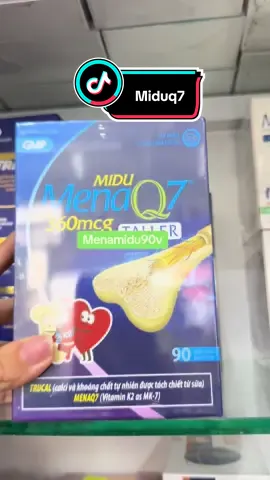 Miduq7
GMP
MIDU
MenaQ7
360mcg TALLER
Menamidu90v
90
TRUCAL (calci và khoáng chất tự nhiên được tách chiết từ sữa)
MENAQ7 (Vitamin K2 as MK-7)